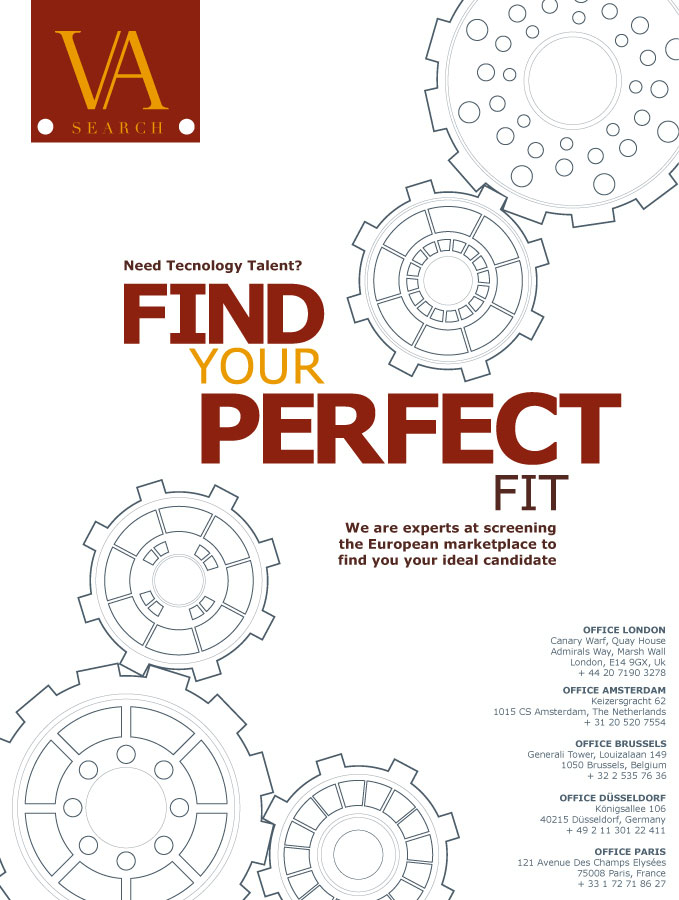 VA
SEARCH
Need Tecnology Talent?
FIND
YOUR
PERFECT
FIT
We are experts at screening
the European marketplace to
find you your ideal candidate
OFFICE LONDON
Canary Warf, Quay House
Admirals Way, Marsh Wall
London, E14 9GX, Uk
+ 44 20 7190 3278
OFFICE AMSTERDAM
Keizersgracht 62
1015 CS Amsterdam, The Netherlands
+ 31 20 520 7554
OFFICE BRUSSELS
Generali Tower, Louizalaan 149
1050 Brussels, Belgium
+ 32 2 535 76 36
OFFICE DÜSSELDORF
Königsallee 106
40215 Düsseldorf, Germany
+ 49 2 11 301 22 411
OFFICE PARIS
121 Avenue Des Champs Elysées
75008 Paris, France
+ 33 1 72 71 86 27